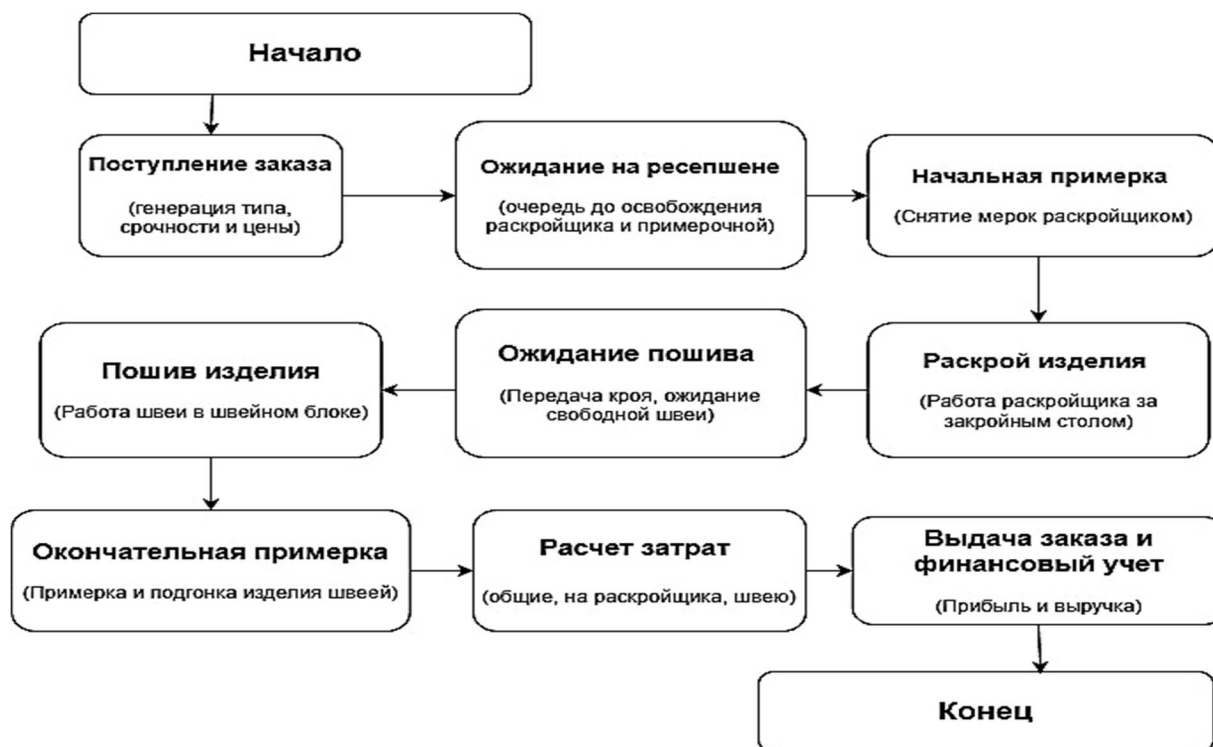 Начало
Поступление заказа
(генерация типа,
срочности и цены)
Ожидание на ресепшене
(очередь до освобождения
раскройщика и примерочной)
Начальная примерка
(Снятие мерок раскройщиком)
Раскрой изделия
(Работа раскройщика за
закройным столом)
Ожидание пошива
(Передача кроя, ожидание
свободной швеи)
Пошив изделия
(Работа швеи в швейном блоке)
Окончательная примерка
(Примерка и подгонка изделия швеей)
Расчет затрат
(общие, на раскройщика, швею)
Выдача заказа и
финансовый учет
(Прибыль и выручка)
Конец